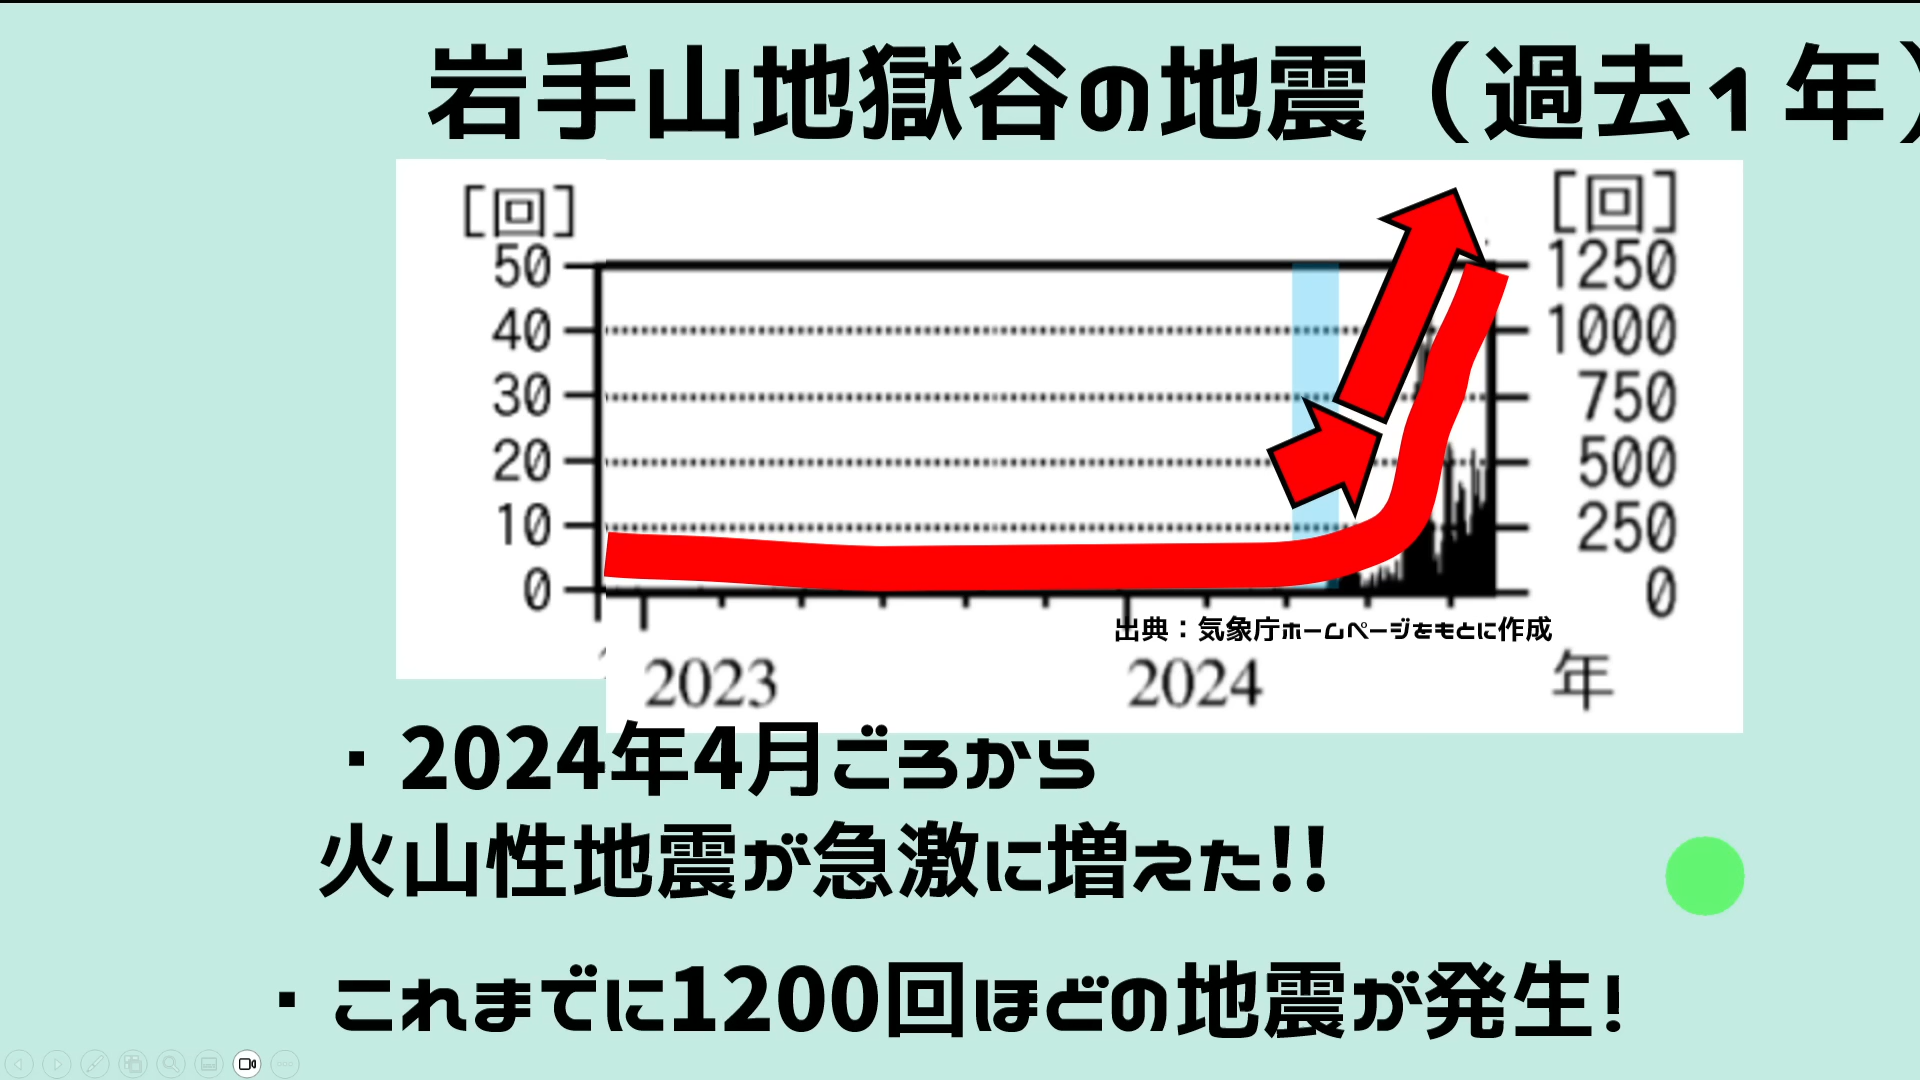 岩手山地獄谷の地震（過去１年）
[回]
[回]
50
1250
40
1000
30
750
20
500
10
250
0
0
出典：気象庁ホームページをもとに作成
2023
2024
年
・2024年4月ごろから
火山性地震が急激に増えた!!
・これまでに1200回ほどの地震が発生!